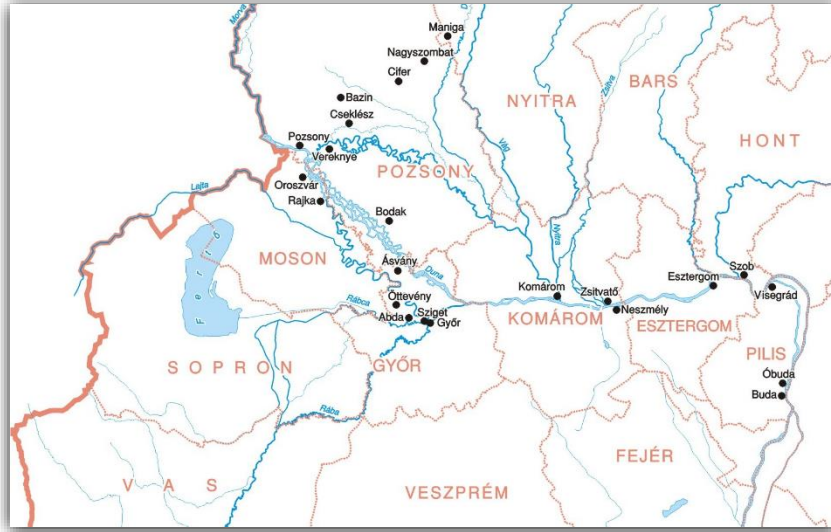 Morva
D
Maniga
Nagyszombat
Cifer
BARS
Bazin
NYITRA
Zsitva
Cseklész
HONT
Pozsony
Vereknye
Vág
POZSONY
Oroszvár
Lajta
Rajka
Bodak
Fertő
MOSON
Nyitra
Ásvány
Duna
Szob
Esztergom
Komárom
Visegrád
Zsitvatő
Öttevény
Rábca
Abda
Sziget
Győr
Neszmély
KOMÁROM
ESZTERGOM
PILIS
SOPRON
GYŐR
Óbuda
Buda
Rába
FEJÉR
VAS
VESZPRÉM